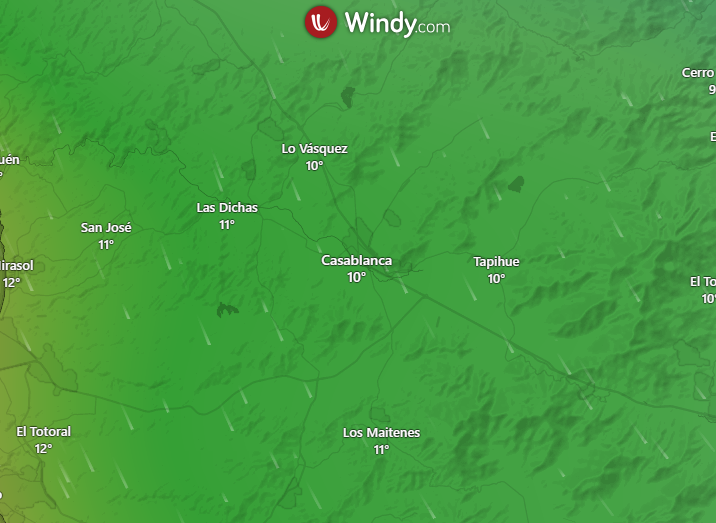 Windy.com
Cerro
9
Lo Vásquez
10°
E
uén
°
Las Dichas
11°
San José
11°
Casablanca
10°
Tapihue
10°
irasol
12°
El To
10°
El Totoral
12°
Los Maitenes
11°
o